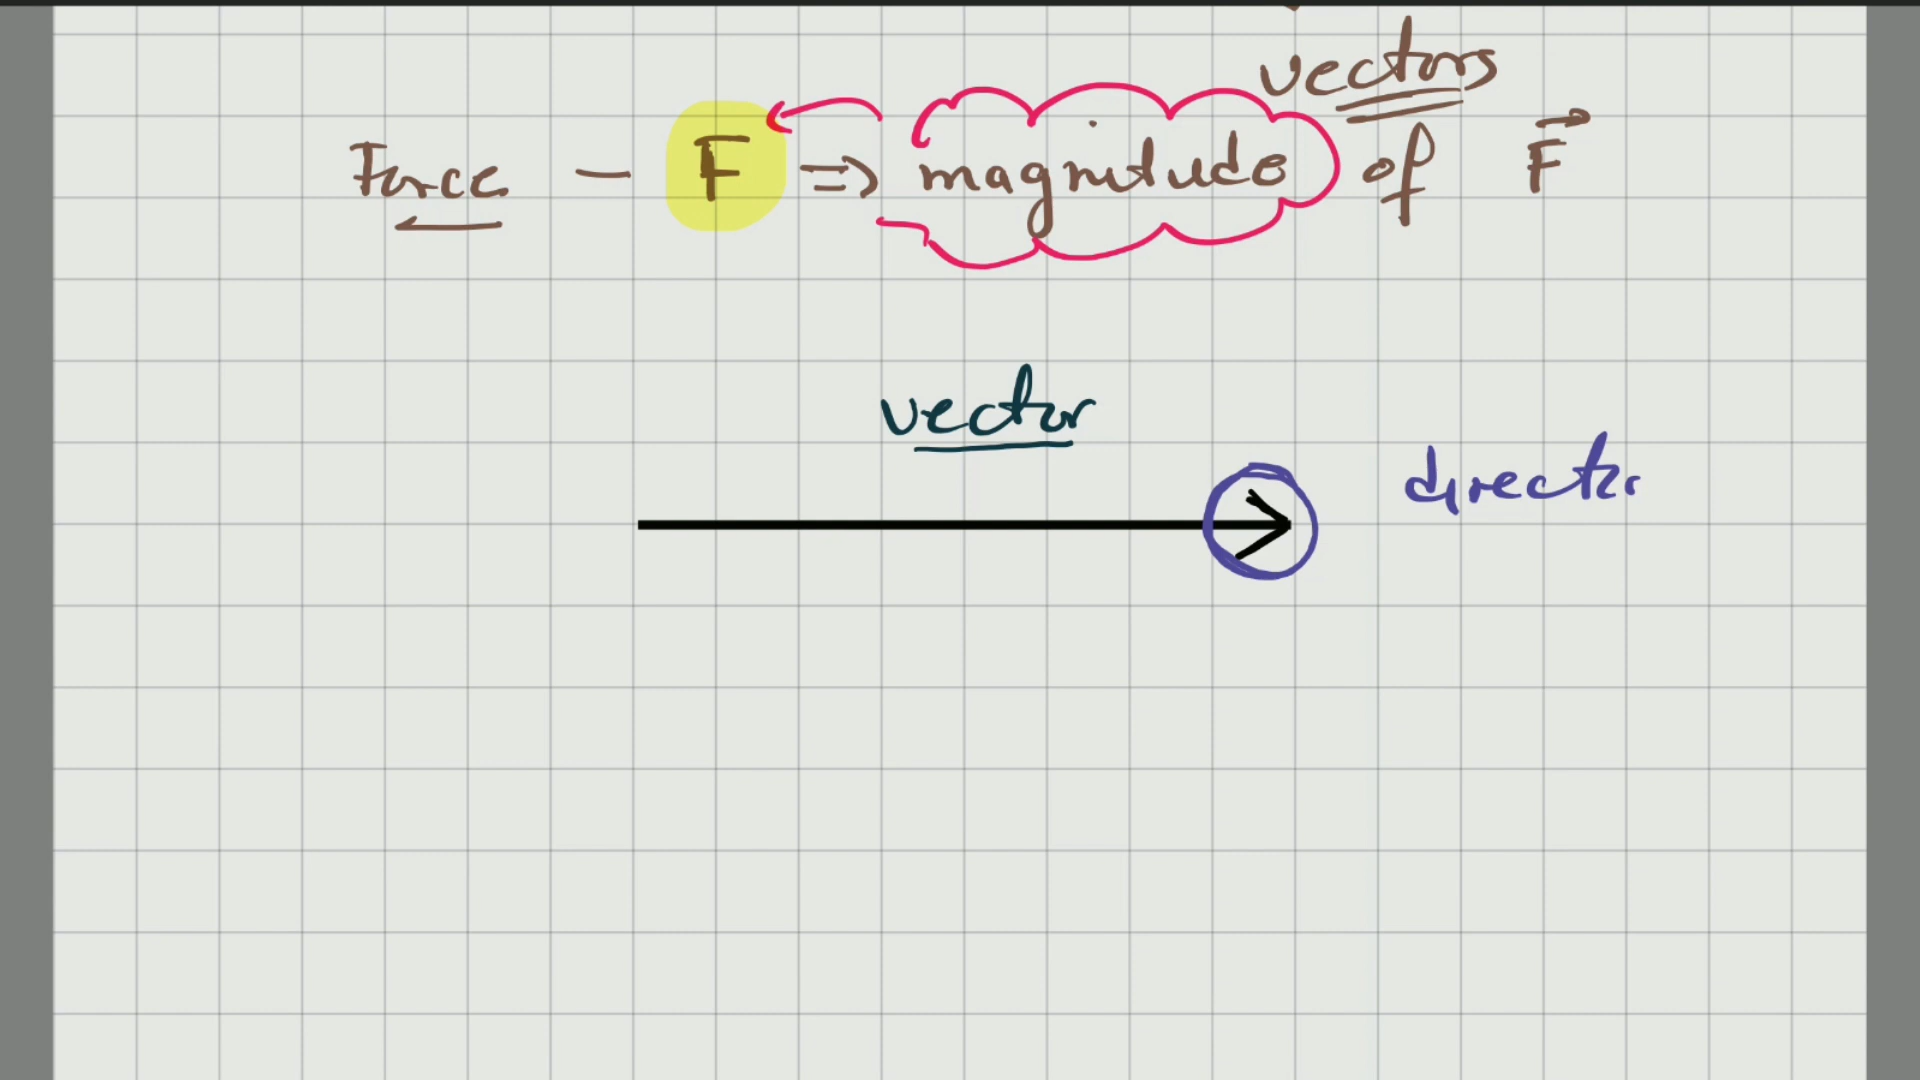 vectors
Force – F ⇒ magnitude of F⃗
vector
directi